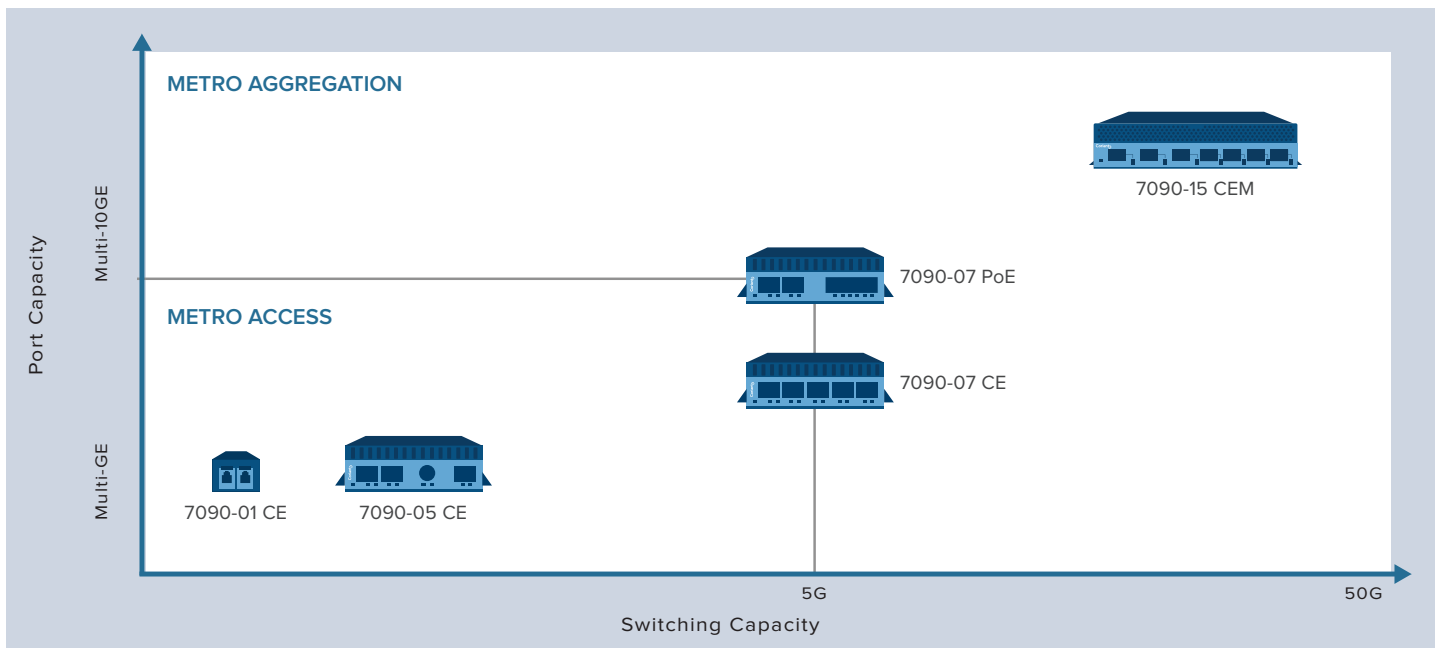 METRO AGGREGATION
7090-15 CEM
Multi-10GE
7090-07 PoE
Port Capacity
METRO ACCESS
7090-07 CE
Multi-GE
7090-01 CE
7090-05 CE
5G
50G
Switching Capacity